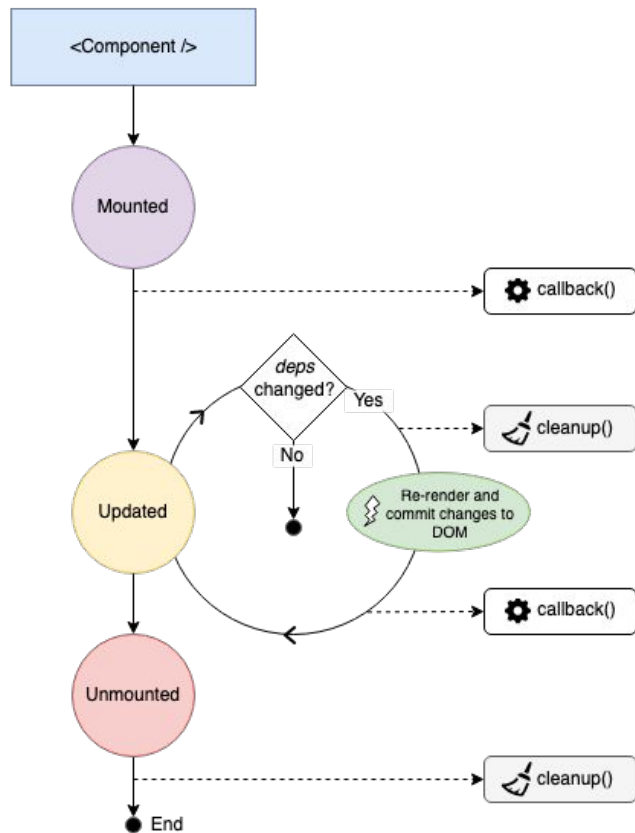 <Component />
Mounted
callback()
deps
changed?
Yes
cleanup()
No
Updated
Re-render and
commit changes to
DOM
callback()
Unmounted
cleanup()
End